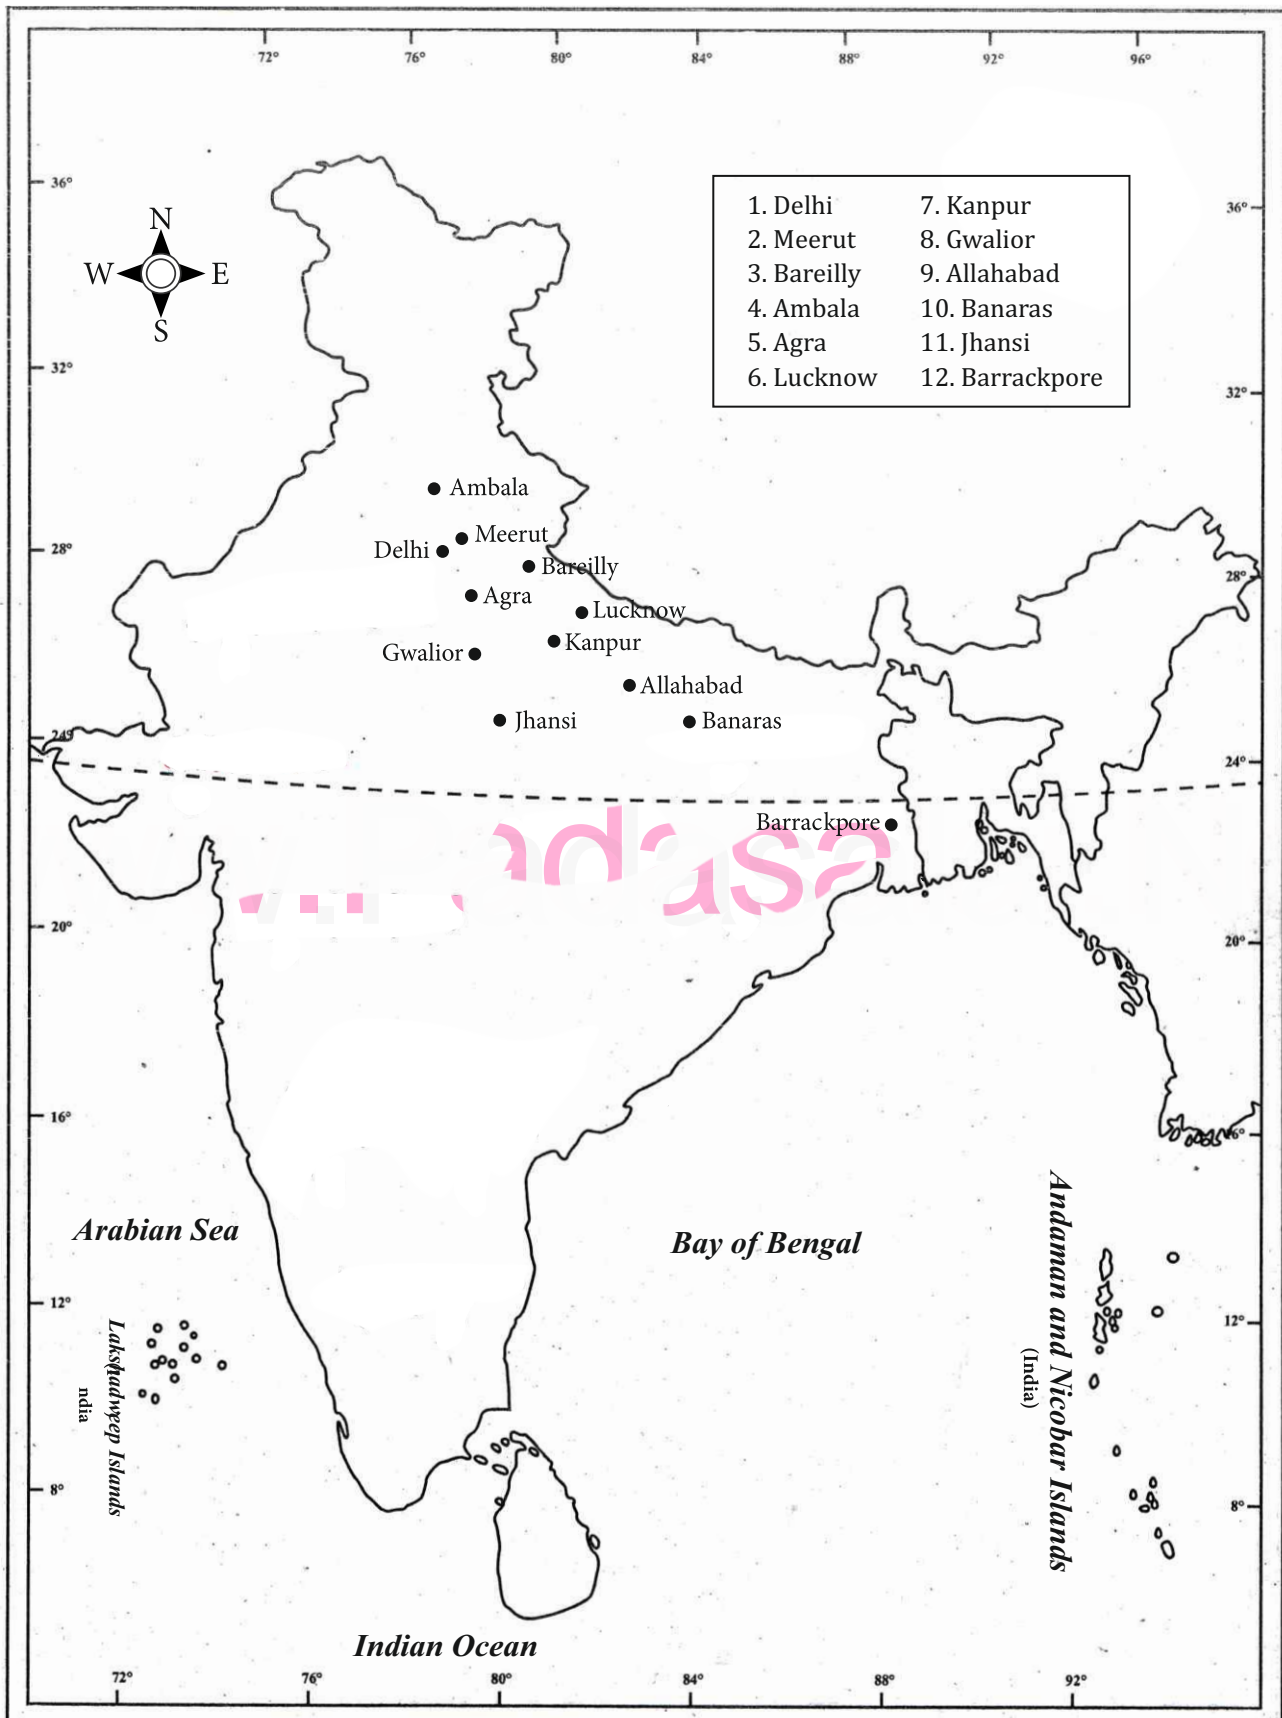 72° 76° 80° 84° 88° 92° 96°
36°
36°
N
W E
S
1. Delhi 7. Kanpur
2. Meerut 8. Gwalior
3. Bareilly 9. Allahabad
4. Ambala 10. Banaras
5. Agra 11. Jhansi
6. Lucknow 12. Barrackpore
32°
32°
Ambala
Meerut
Delhi
28°
Bareilly
28°
Agra
Lucknow
Kanpur
Gwalior
Allahabad
Jhansi
Banaras
24°
24°
Barrackpore
20°
20°
16°
16°
Arabian Sea
Bay of Bengal
Andaman and Nicobar Islands
(India)
12°
12°
Lakshadweep Islands
ndia
8°
8°
Indian Ocean
72° 76° 80° 84° 88° 92°